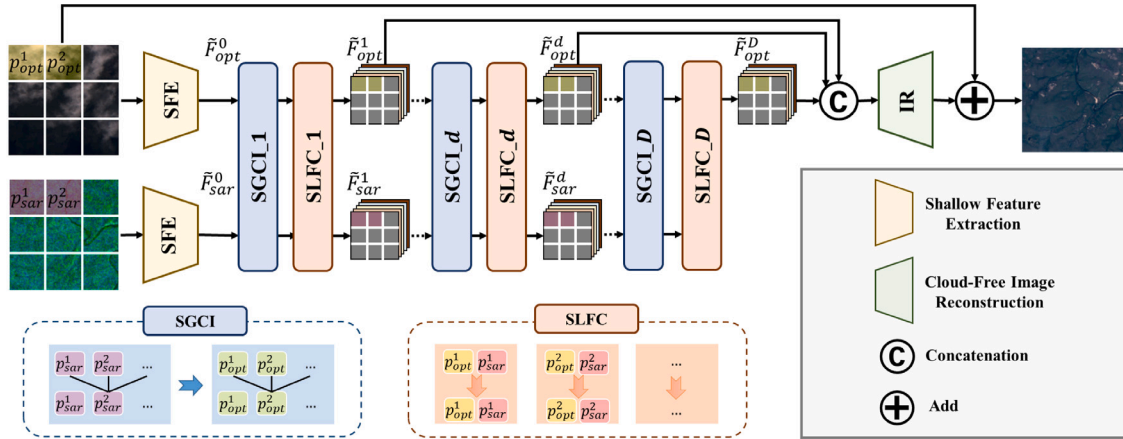 p¹opt p²opt
SFE
F̃⁰opt
SGCI_1
SLFC_1
F̃¹opt
SGCI_d
SLFC_d
F̃ᵈopt
SGCI_D
SLFC_D
F̃ᴰopt
C
IR
p¹sar p²sar
SFE
F̃⁰sar
F̃¹sar
F̃ᵈsar
Shallow Feature
Extraction
Cloud-Free Image
Reconstruction
C Concatenation
Add
SGCI
p¹sar p²sar ... p¹opt p²opt ...
p¹sar p²sar ... p¹opt p²opt ...
SLFC
p¹opt p¹sar p²opt p²sar ...
p¹opt p¹sar p²opt p²sar ...